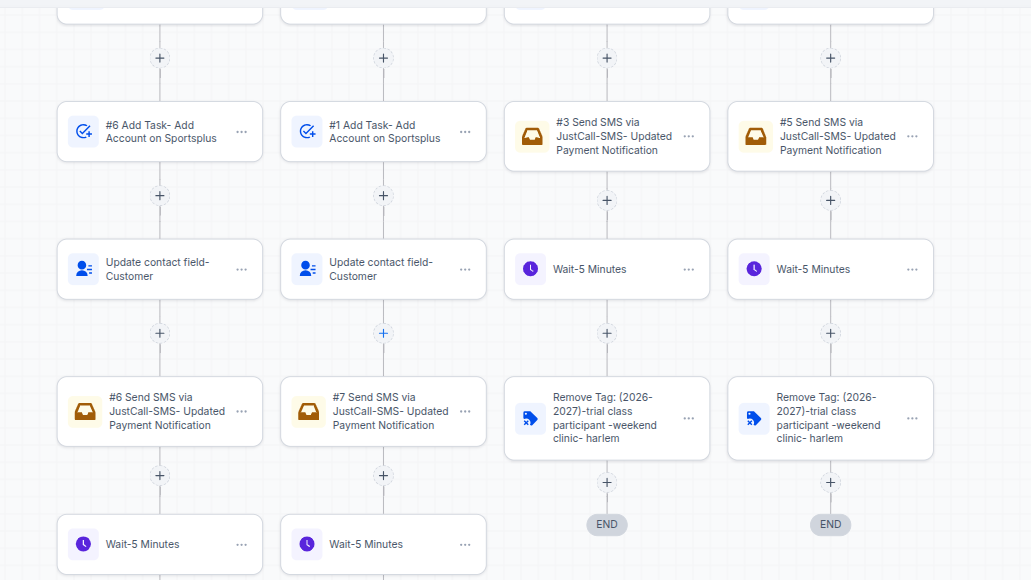 #6 Add Task- Add
Account on Sportsplus
#1 Add Task- Add
Account on Sportsplus
#3 Send SMS via
JustCall-SMS- Updated
Payment Notification
#5 Send SMS via
JustCall-SMS- Updated
Payment Notification
Update contact field-
Customer
Update contact field-
Customer
Wait-5 Minutes
Wait-5 Minutes
#6 Send SMS via
JustCall-SMS- Updated
Payment Notification
#7 Send SMS via
JustCall-SMS- Updated
Payment Notification
Remove Tag: (2026-
2027)-trial class
participant -weekend
clinic- harlem
Remove Tag: (2026-
2027)-trial class
participant -weekend
clinic- harlem
Wait-5 Minutes
Wait-5 Minutes
END
END